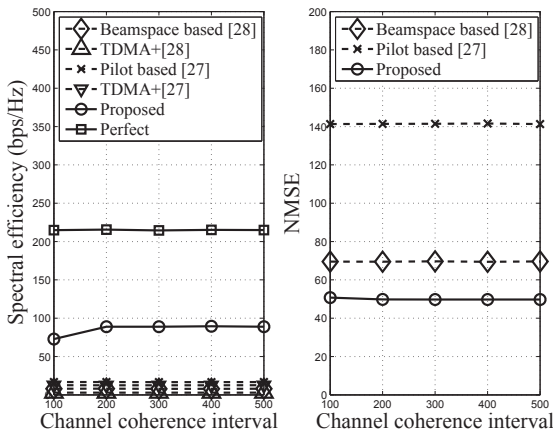 500
450
400
350
300
250
200
150
100
50
100 200 300 400 500
Spectral efficiency (bps/Hz)
Channel coherence interval
Beamspace based [28]
TDMA+[28]
Pilot based [27]
TDMA+[27]
Proposed
Perfect
200
180
160
140
120
100
80
60
40
20
0
100 200 300 400 500
NMSE
Channel coherence interval
Beamspace based [28]
Pilot based [27]
Proposed